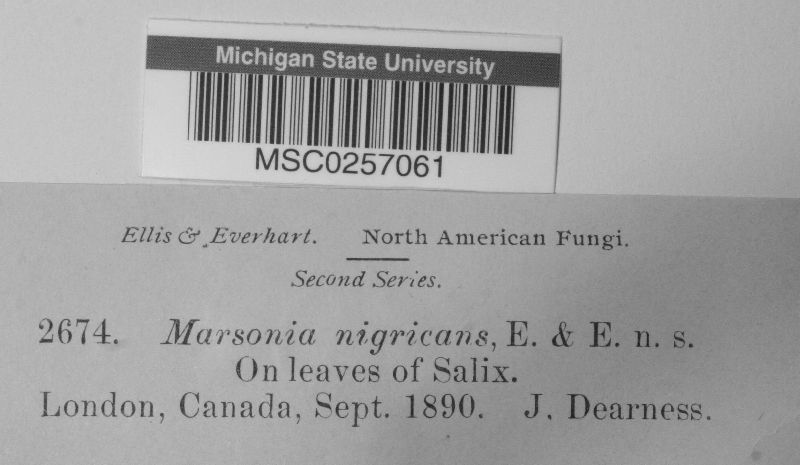 Michigan State University
MSC0257061
Ellis & Everhart. North American Fungi.
Second Series.
2674. Marsonia nigricans, E. & E. n. s.
On leaves of Salix.
London, Canada, Sept. 1890. J. Dearness.